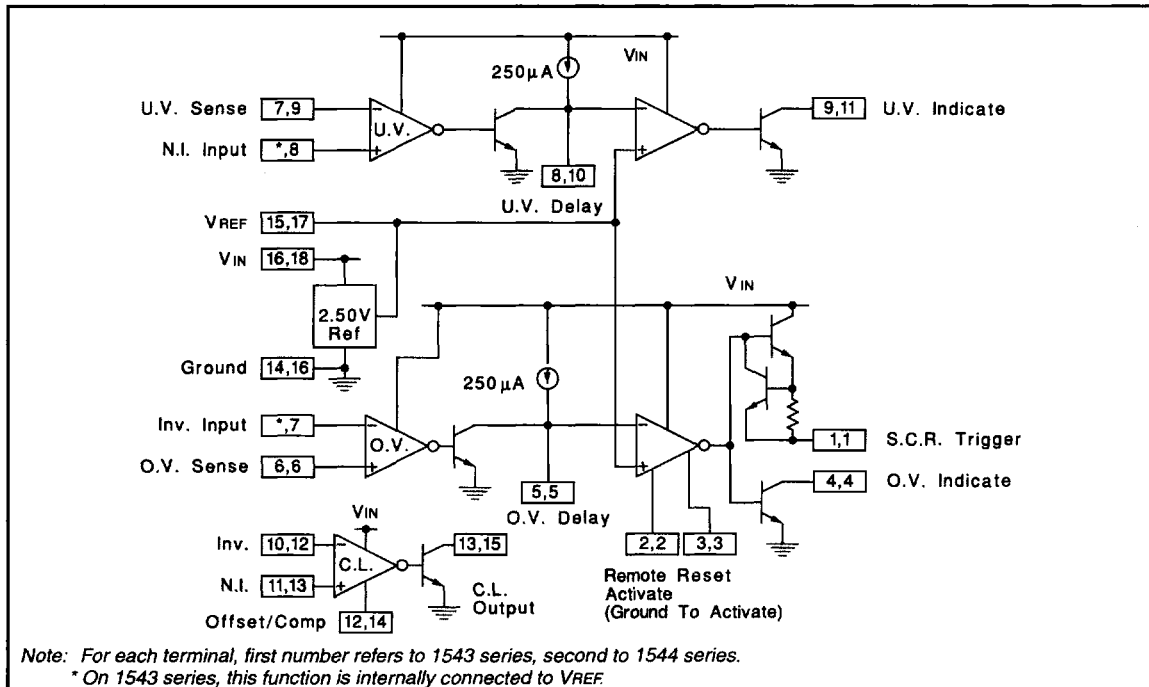 VIN
250µA
U.V. Sense 7,9
U.V.
9,11 U.V. Indicate
N.I. Input *,8
8,10
U.V. Delay
VREF 15,17
VIN 16,18
2.50V
Ref
VIN
Ground 14,16
250µA
Inv. Input *,7
O.V.
O.V. Sense 6,6
1,1 S.C.R. Trigger
4,4 O.V. Indicate
5,5
O.V. Delay
VIN
Inv. 10,12
C.L.
13,15
2,2 3,3
N.I. 11,13
C.L.
Output
Remote Reset
Activate
(Ground To Activate)
Offset/Comp 12,14
Note: For each terminal, first number refers to 1543 series, second to 1544 series.
* On 1543 series, this function is internally connected to VREF.